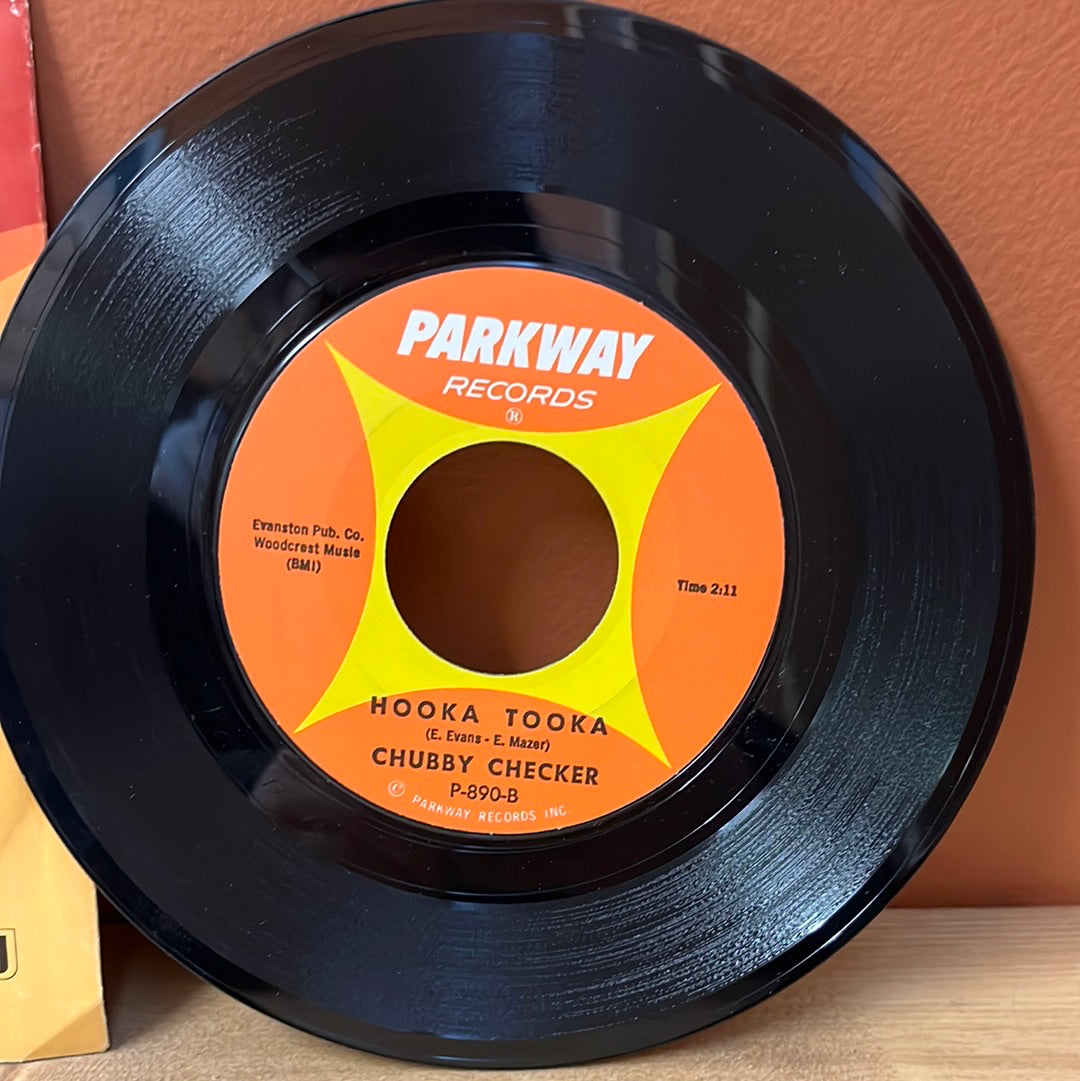 PARKWAY
RECORDS
®
Evanston Pub. Co.
Woodcrest Music
(BMI)
Time 2:11
HOOKA TOOKA
(E. Evans - E. Mazer)
CHUBBY CHECKER
P-890-B
© PARKWAY RECORDS INC.